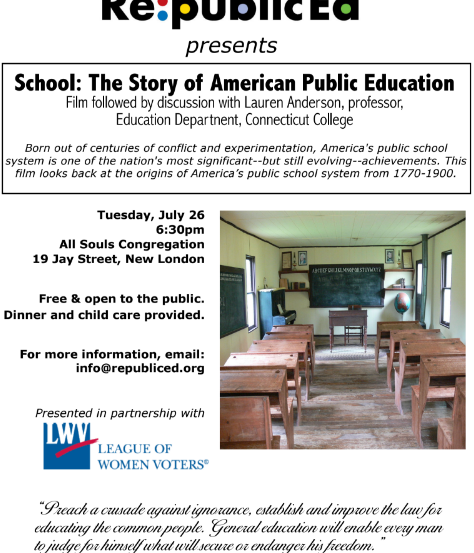 Re:publicEd
presents
School: The Story of American Public Education
Film followed by discussion with Lauren Anderson, professor,
Education Department, Connecticut College
Born out of centuries of conflict and experimentation, America's public school
system is one of the nation's most significant--but still evolving--achievements. This
film looks back at the origins of America's public school system from 1770-1900.
Tuesday, July 26
6:30pm
All Souls Congregation
19 Jay Street, New London
Free & open to the public.
Dinner and child care provided.
For more information, email:
info@republiced.org
Presented in partnership with
LWV
LEAGUE OF
WOMEN VOTERS®
"Preach a crusade against ignorance, establish and improve the law for
educating the common people. General education will enable every man
to judge for himself what will secure or endanger his freedom."